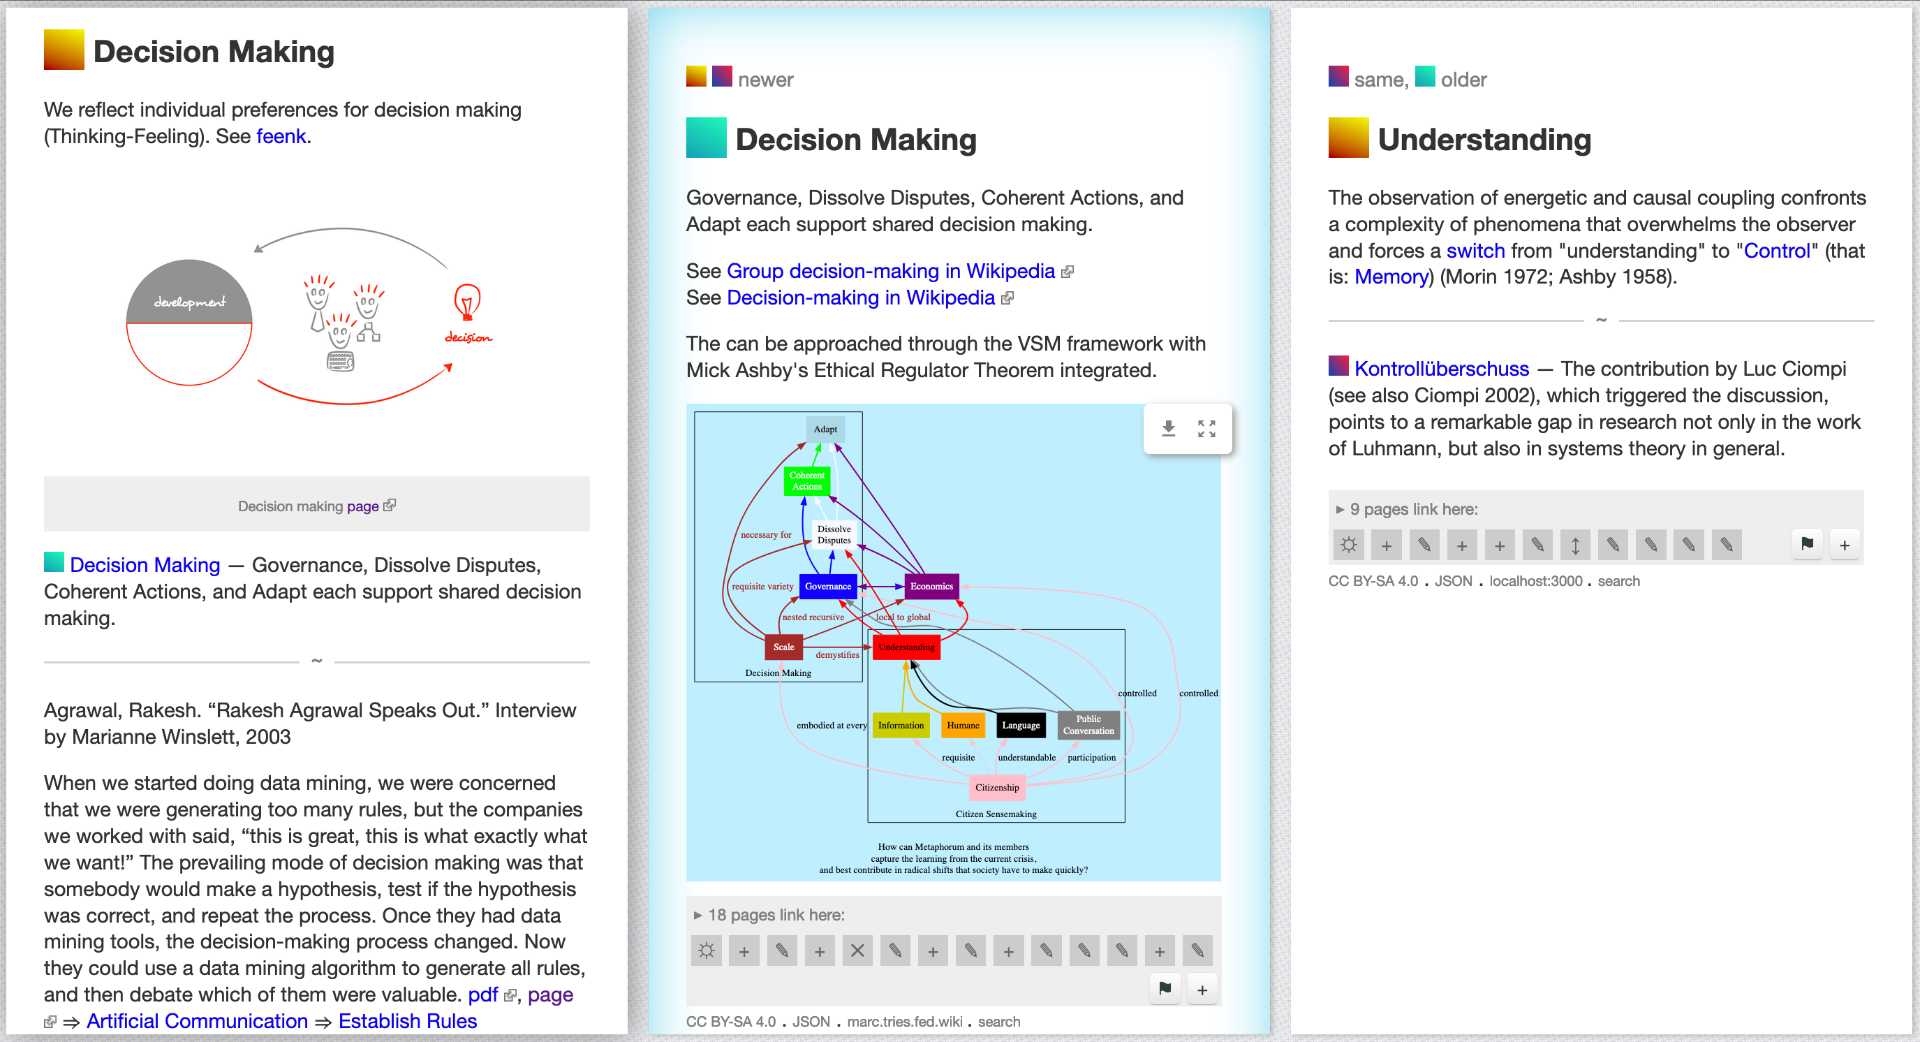 Decision Making
We reflect individual preferences for decision making
(Thinking-Feeling). See feenk.
development
decision
Decision making page
Decision Making — Governance, Dissolve Disputes,
Coherent Actions, and Adapt each support shared decision
making.
~
Agrawal, Rakesh. “Rakesh Agrawal Speaks Out.” Interview
by Marianne Winslett, 2003
When we started doing data mining, we were concerned
that we were generating too many rules, but the companies
we worked with said, “this is great, this is what exactly what
we want!” The prevailing mode of decision making was that
somebody would make a hypothesis, test if the hypothesis
was correct, and repeat the process. Once they had data
mining tools, the decision-making process changed. Now
they could use a data mining algorithm to generate all rules,
and then debate which of them were valuable. pdf, page
⇒ Artificial Communication ⇒ Establish Rules
newer
Decision Making
Governance, Dissolve Disputes, Coherent Actions, and
Adapt each support shared decision making.
See Group decision-making in Wikipedia
See Decision-making in Wikipedia
The can be approached through the VSM framework with
Mick Ashby's Ethical Regulator Theorem integrated.
Adapt
Coherent
Actions
Dissolve
Disputes
necessary for
requisite variety
Governance
Economics
nested recursive
local to global
Scale
demystifies
Understanding
Decision Making
controlled
controlled
embodied at every
Information
Humane
Language
Public
Conversation
requisite
understandable
participation
Citizenship
Citizen Sensemaking
How can Metaphorum and its members
capture the learning from the current crisis,
and best contribute in radical shifts that society have to make quickly?
▸ 18 pages link here:
CC BY-SA 4.0 . JSON . marc.tries.fed.wiki . search
same, older
Understanding
The observation of energetic and causal coupling confronts
a complexity of phenomena that overwhelms the observer
and forces a switch from "understanding" to "Control" (that
is: Memory) (Morin 1972; Ashby 1958).
~
Kontrollüberschuss — The contribution by Luc Ciompi
(see also Ciompi 2002), which triggered the discussion,
points to a remarkable gap in research not only in the work
of Luhmann, but also in systems theory in general.
▸ 9 pages link here:
CC BY-SA 4.0 . JSON . localhost:3000 . search